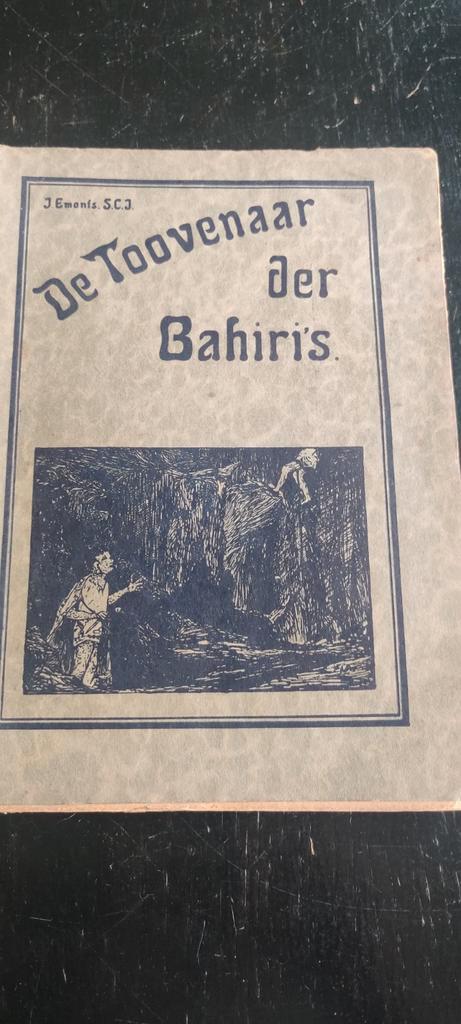 J Emonts. S.C.J.
De Toovenaar
der
Bahiri's.